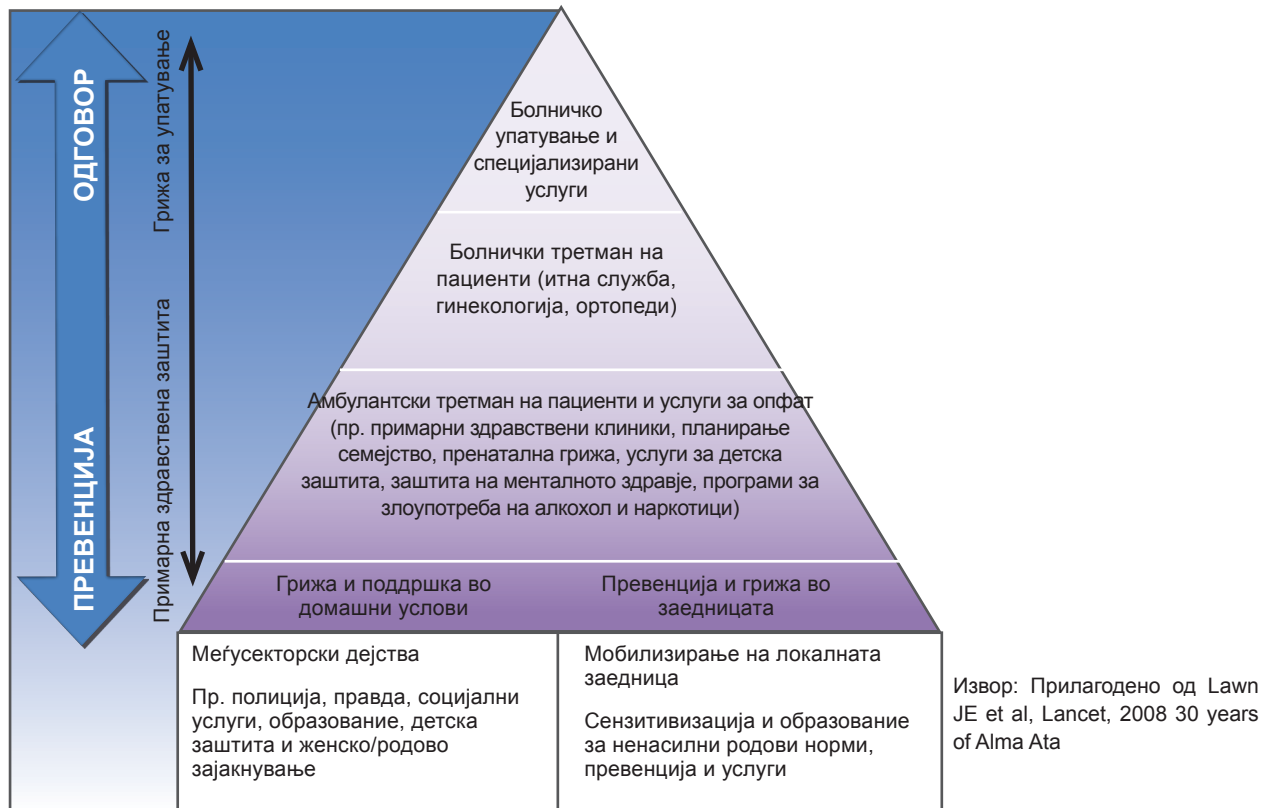 ОДГОВОР
ПРЕВЕНЦИЈА
Грижа за упатување
Примарна здравствена заштита
Болничко
упатување и
специјализирани
услуги
Болнички третман на
пациенти (итна служба,
гинекологија, ортопеди)
Амбулантски третман на пациенти и услуги за опфат
(пр. примарни здравствени клиники, планирање
семејство, пренатална грижа, услуги за детска
заштита, заштита на менталното здравје, програми за
злоупотреба на алкохол и наркотици)
Грижа и поддршка во
домашни услови
Превенција и грижа во
заедницата
Меѓусекторски дејства
Пр. полиција, правда, социјални
услуги, образование, детска
заштита и женско/родово
зајакнување
Мобилизирање на локалната
заедница
Сензитивизација и образование
за ненасилни родови норми,
превенција и услуги
Извор: Прилагодено од Lawn
JE et al, Lancet, 2008 30 years
of Alma Ata